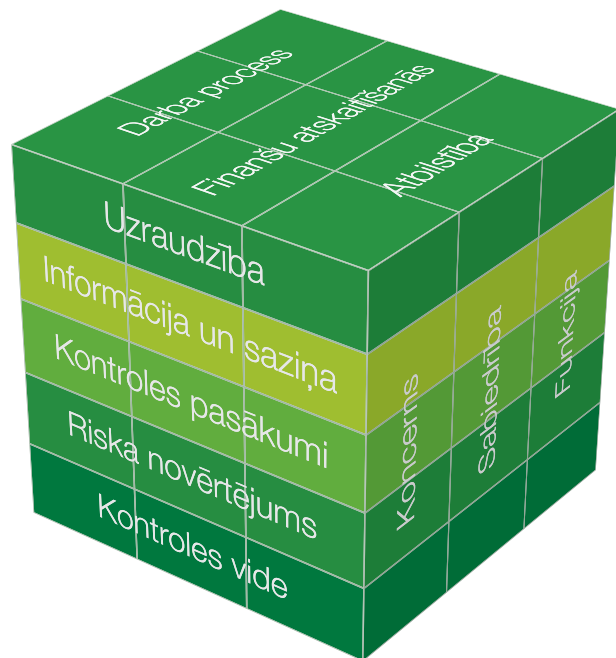 Darba process
Finanšu atskaitīšanās
Atbilstība
Uzraudzība
Informācija un saziņa
Kontroles pasākumi
Riska novērtējums
Kontroles vide
Koncerns
Sabiedrība
Funkcija